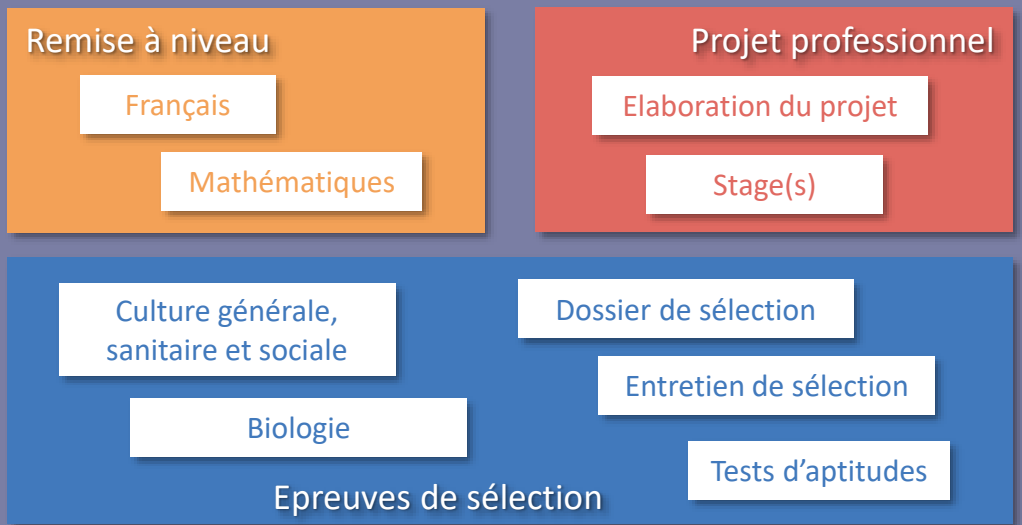 Remise à niveau
Français
Mathématiques
Projet professionnel
Elaboration du projet
Stage(s)
Culture générale,
sanitaire et sociale
Biologie
Dossier de sélection
Entretien de sélection
Tests d’aptitudes
Epreuves de sélection